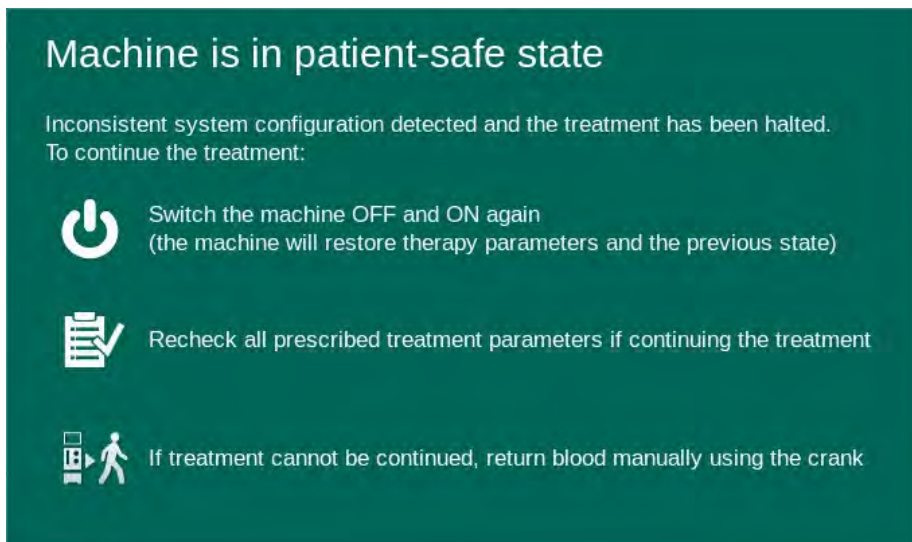 Machine is in patient-safe state
Inconsistent system configuration detected and the treatment has been halted.
To continue the treatment:
Switch the machine OFF and ON again
(the machine will restore therapy parameters and the previous state)
Recheck all prescribed treatment parameters if continuing the treatment
If treatment cannot be continued, return blood manually using the crank